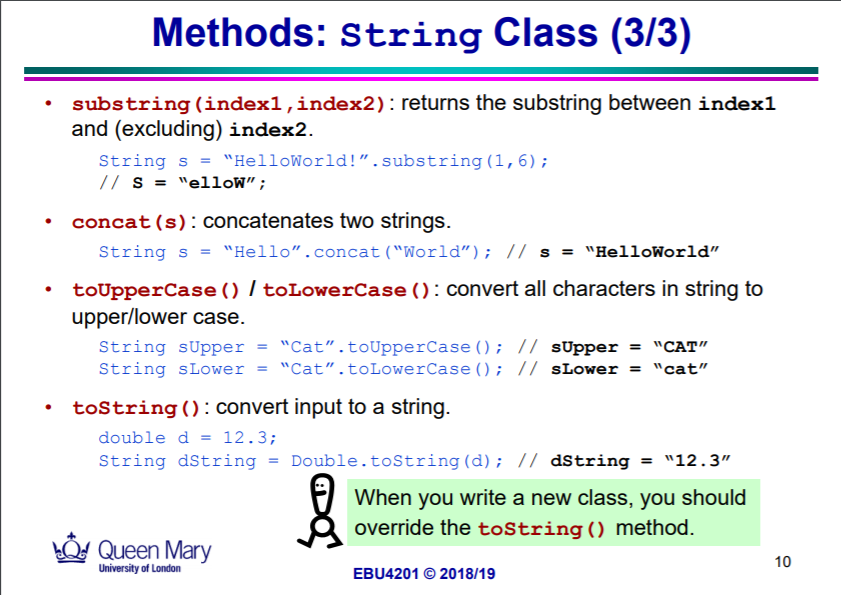 Methods: String Class (3/3)
• substring(index1,index2): returns the substring between index1
and (excluding) index2.
String s = “HelloWorld!”.substring(1,6);
// S = “elloW”;
• concat(s): concatenates two strings.
String s = “Hello”.concat(“World”); // s = “HelloWorld”
• toUpperCase() / toLowerCase(): convert all characters in string to
upper/lower case.
String sUpper = “Cat”.toUpperCase(); // sUpper = “CAT”
String sLower = “Cat”.toLowerCase(); // sLower = “cat”
• toString(): convert input to a string.
double d = 12.3;
String dString = Double.toString(d); // dString = “12.3”
When you write a new class, you should
override the toString() method.
Queen Mary
University of London
EBU4201 © 2018/19
10